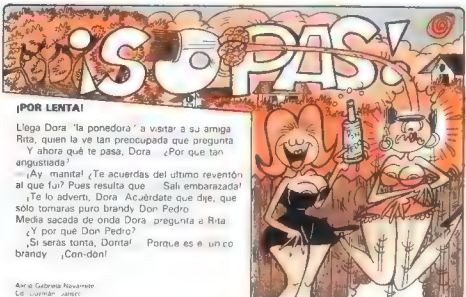 ¡SOPAS!
¡POR LENTA!
Llega Dora "la ponedora" a visitar a su amiga
Rita, quien la ve tan preocupada que pregunta
Y ahora qué te pasa, Dora ¿Por qué tan
angustiada?
¡Ay manita! ¿Te acuerdas del último reventón
al que fui? Pues resulta que Salí embarazada!
¡Te lo advertí, Dora Acuérdate que dije, que
sólo tomaras puro brandy Don Pedro
Media sacada de onda Dora pregunta a Rita
¿Y por qué Don Pedro?
¡Si serás tonta, Dorita! Porque es el único
brandy ¡Con-don!
Gabriela Navarrete
Guzmán